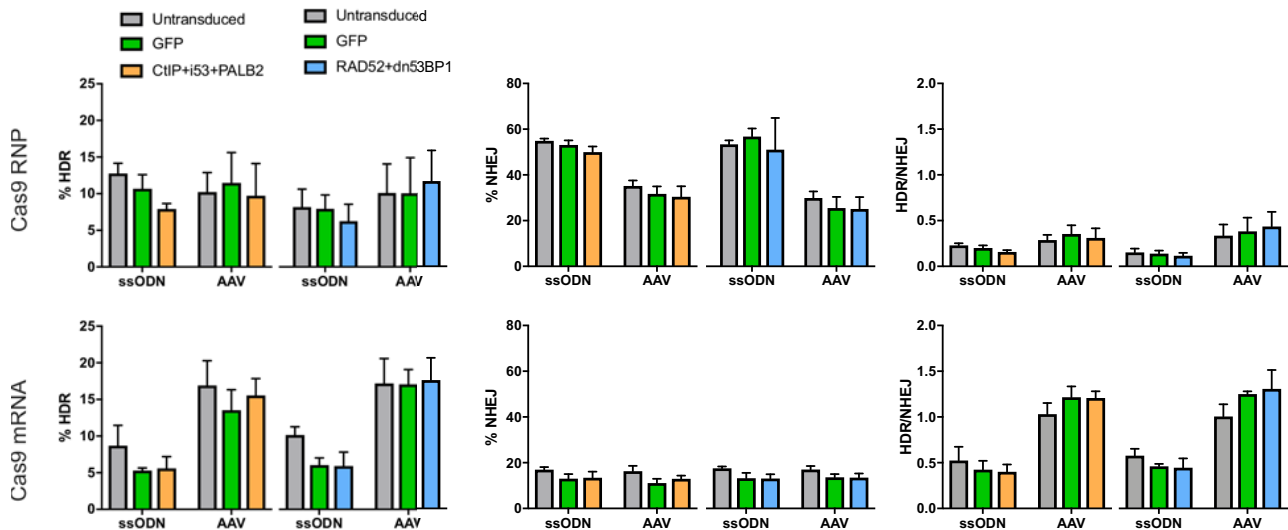 Untransduced
GFP
CtIP+i53+PALB2
Untransduced
GFP
RAD52+dn53BP1
Cas9 RNP
% HDR
25
20
15
10
5
0
ssODN AAV ssODN AAV
% NHEJ
80
60
40
20
0
ssODN AAV ssODN AAV
HDR/NHEJ
2.0
1.5
1.0
0.5
0.0
ssODN AAV ssODN AAV
Cas9 mRNA
% HDR
25
20
15
10
5
0
ssODN AAV ssODN AAV
% NHEJ
80
60
40
20
0
ssODN AAV ssODN AAV
HDR/NHEJ
2.0
1.5
1.0
0.5
0.0
ssODN AAV ssODN AAV